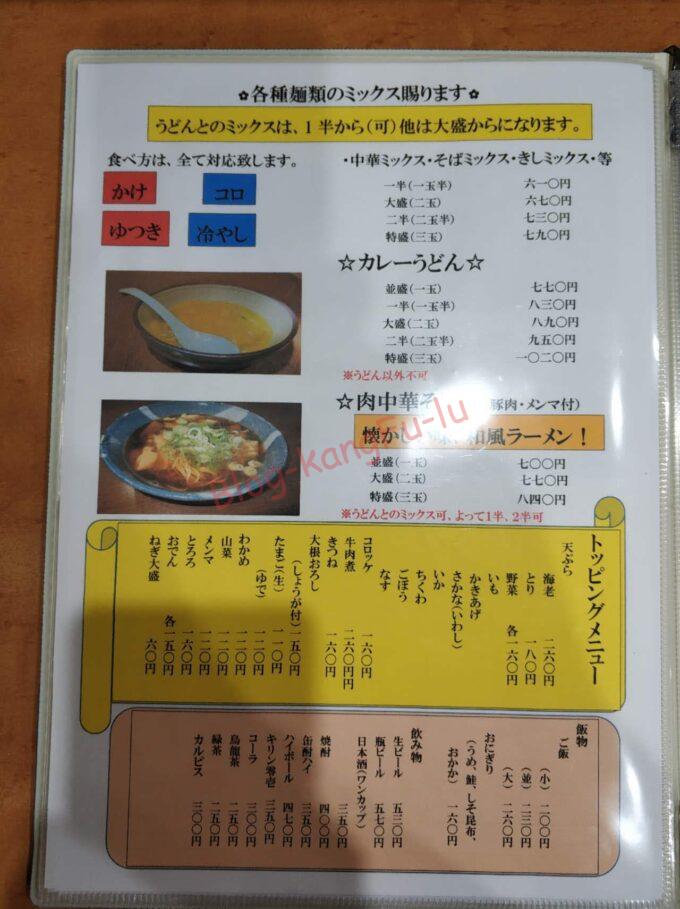 ✿各種麺類のミックス賜ります✿
うどんとのミックスは、1半から(可)他は大盛からになります。
食べ方は、全て対応致します。
かけ コロ
ゆつき 冷やし
・中華ミックス・そばミックス・きしミックス・等
一半(一玉半) 六一〇円
大盛(二玉) 六七〇円
二半(二玉半) 七三〇円
特盛(三玉) 七九〇円
☆カレーうどん☆
並盛(一玉) 七七〇円
一半(一玉半) 八三〇円
大盛(二玉) 八九〇円
二半(二玉半) 九五〇円
特盛(三玉) 一〇二〇円
※うどん以外不可
☆肉中華そ 豚肉・メンマ付)
懐かし 味、和風ラーメン!
並盛(一玉) 七〇〇円
大盛(二玉) 七七〇円
特盛(三玉) 八四〇円
※うどんとのミックス可、よって1半、2半可
Blog-KangFu-lu
トッピングメニュー
天ぷら
海老 二六〇円
とり 一八〇円
野菜 各一六〇円
いも
かきあげ
さかな(いわし)
いか
ちくわ
ごぼう
なす
コロッケ 一六〇円
牛肉煮 二六〇円
きつね 一六〇円
大根おろし
(しょうが付) 一五〇円
たまご(生) 一一〇円
(ゆで) 一二〇円
わかめ 一二〇円
山菜 一二〇円
メンマ 一二〇円
とろろ 一六〇円
おでん 各一五〇円
ねぎ大盛 六〇円
飯物
ご飯
(小) 二〇〇円
(並) 二三〇円
(大) 二六〇円
おにぎり
(うめ、鮭、しそ昆布、
おかか) 一六〇円
飲み物
生ビール 五三〇円
瓶ビール 五七〇円
日本酒(ワンカップ)
三五〇円
焼酎 四〇〇円
缶酎ハイ 三五〇円
ハイボール 四七〇円
キリン零壱 三五〇円
コーラ 三〇〇円
烏龍茶 二五〇円
緑茶 二五〇円
カルピス 三〇〇円